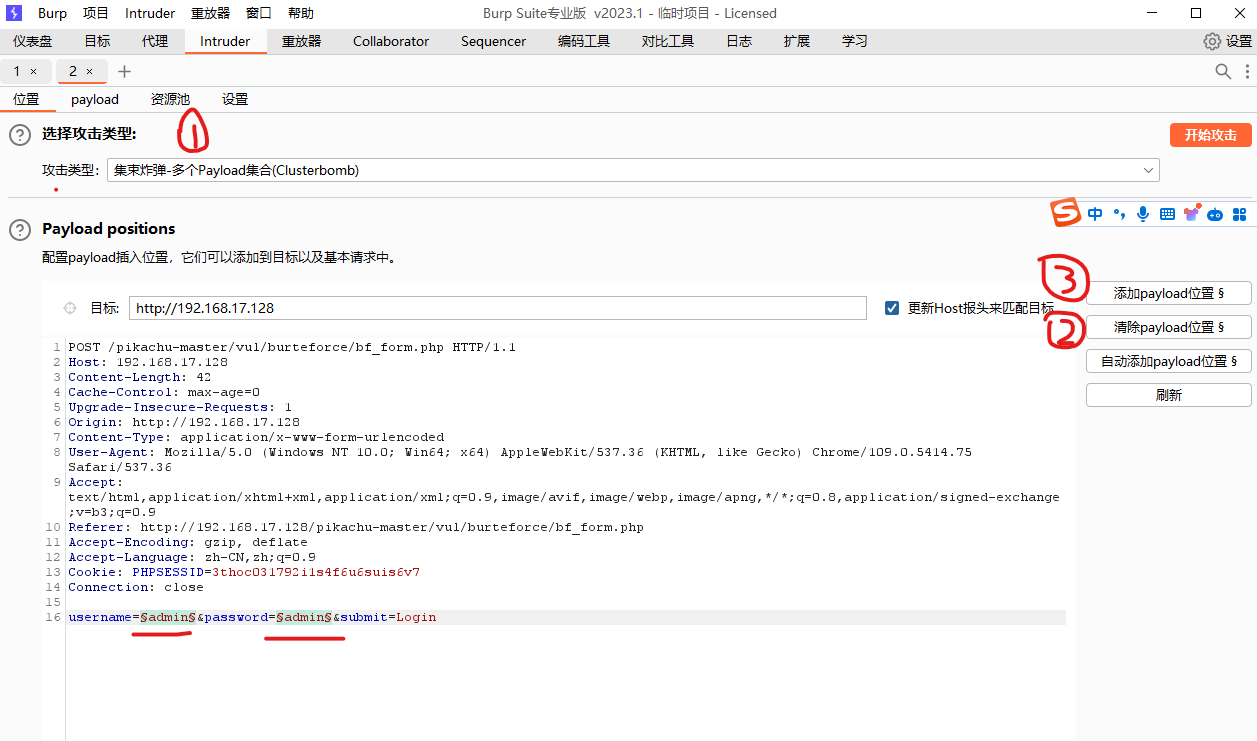 Burp 项目 Intruder 重放器 窗口 帮助 Burp Suite专业版 v2023.1 - 临时项目 - Licensed
仪表盘 目标 代理 Intruder 重放器 Collaborator Sequencer 编码工具 对比工具 日志 扩展 学习 设置
1 × 2 × +
位置 payload 资源池 设置
1
? 选择攻击类型: 开始攻击
攻击类型: 集束炸弹-多个Payload集合(Clusterbomb)
S 中
? Payload positions
配置payload插入位置，它们可以添加到目标以及基本请求中。
3 添加payload位置 §
目标: http://192.168.17.128 更新Host报头来匹配目标
2 清除payload位置 §
自动添加payload位置 §
刷新
1 POST /pikachu-master/vul/burteforce/bf_form.php HTTP/1.1
2 Host: 192.168.17.128
3 Content-Length: 42
4 Cache-Control: max-age=0
5 Upgrade-Insecure-Requests: 1
6 Origin: http://192.168.17.128
7 Content-Type: application/x-www-form-urlencoded
8 User-Agent: Mozilla/5.0 (Windows NT 10.0; Win64; x64) AppleWebKit/537.36 (KHTML, like Gecko) Chrome/109.0.5414.75
Safari/537.36
9 Accept:
text/html,application/xhtml+xml,application/xml;q=0.9,image/avif,image/webp,image/apng,*/*;q=0.8,application/signed-exchange
;v=b3;q=0.9
10 Referer: http://192.168.17.128/pikachu-master/vul/burteforce/bf_form.php
11 Accept-Encoding: gzip, deflate
12 Accept-Language: zh-CN,zh;q=0.9
13 Cookie: PHPSESSID=3thoc031792i1s4f6u6suis6v7
14 Connection: close
15
16 username=§admin§&password=§admin§&submit=Login